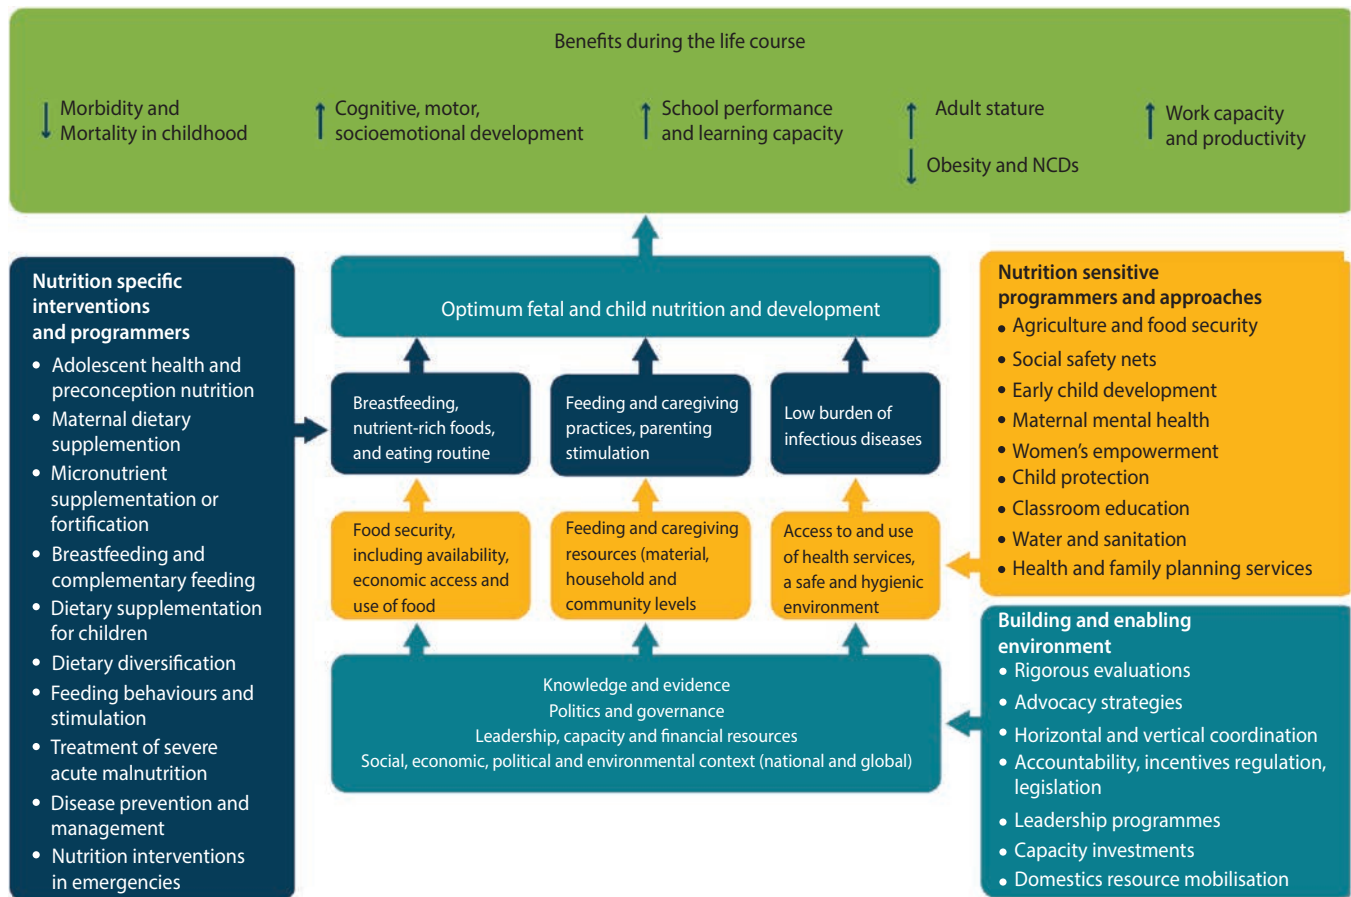 Benefits during the life course
Morbidity and
Mortality in childhood
Cognitive, motor,
socioemotional development
School performance
and learning capacity
Adult stature
Obesity and NCDs
Work capacity
and productivity
Nutrition specific
interventions
and programmers
• Adolescent health and
preconception nutrition
• Maternal dietary
supplemention
• Micronutrient
supplementation or
fortification
• Breastfeeding and
complementary feeding
• Dietary supplementation
for children
• Dietary diversification
• Feeding behaviours and
stimulation
• Treatment of severe
acute malnutrition
• Disease prevention and
management
• Nutrition interventions
in emergencies
Optimum fetal and child nutrition and development
Breastfeeding,
nutrient-rich foods,
and eating routine
Feeding and caregiving
practices, parenting
stimulation
Low burden of
infectious diseases
Food security,
including availability,
economic access and
use of food
Feeding and caregiving
resources (material,
household and
community levels
Access to and use
of health services,
a safe and hygienic
environment
Knowledge and evidence
Politics and governance
Leadership, capacity and financial resources
Social, economic, political and environmental context (national and global)
Nutrition sensitive
programmers and approaches
• Agriculture and food security
• Social safety nets
• Early child development
• Maternal mental health
• Women's empowerment
• Child protection
• Classroom education
• Water and sanitation
• Health and family planning services
Building and enabling
environment
• Rigorous evaluations
• Advocacy strategies
• Horizontal and vertical coordination
• Accountability, incentives regulation,
legislation
• Leadership programmes
• Capacity investments
• Domestics resource mobilisation